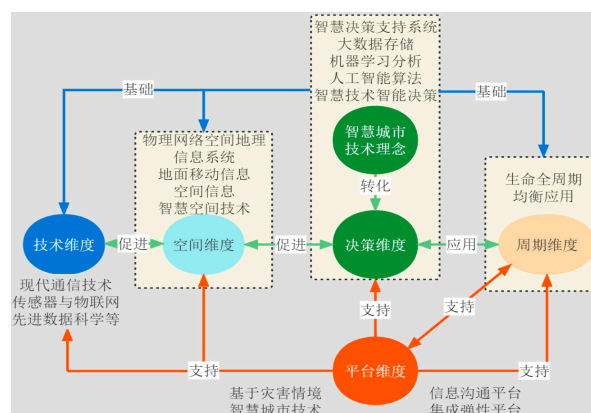 智慧决策支持系统
大数据存储
机器学习分析
人工智能算法
智慧技术智能决策
基础
基础
智慧城市
技术理念
物理网络空间地理
信息系统
地面移动信息
空间信息
智慧空间技术
转化
生命全周期
均衡应用
技术维度
促进
空间维度
促进
决策维度
应用
周期维度
现代通信技术
传感器与物联网
先进数据科学等
支持
支持
支持
平台维度
支持
基于灾害情境
智慧城市技术
信息沟通平台
集成弹性平台